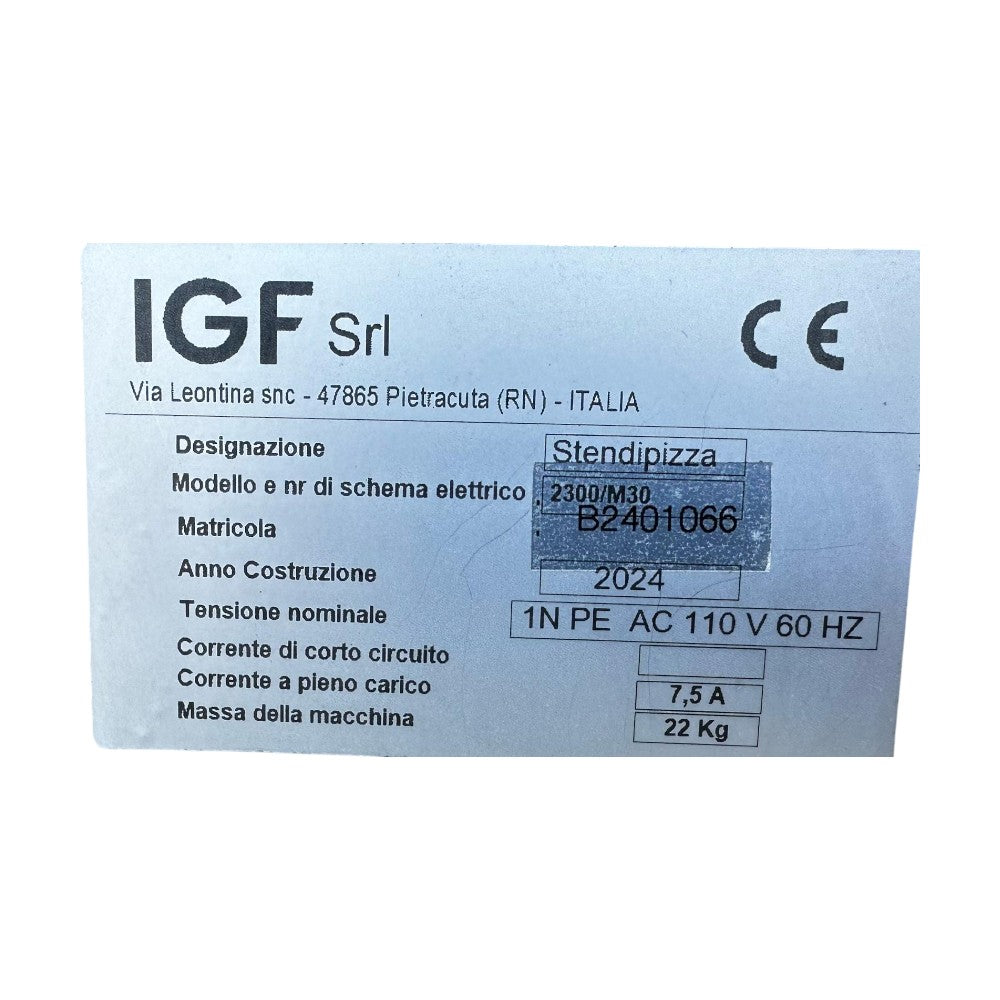 IGF Srl CE
Via Leontina snc - 47865 Pietracuta (RN) - ITALIA
Designazione Stendipizza
Modello e nr di schema elettrico 2300/M30
Matricola B2401066
Anno Costruzione 2024
Tensione nominale 1N PE AC 110 V 60 HZ
Corrente di corto circuito
Corrente a pieno carico 7,5 A
Massa della macchina 22 Kg